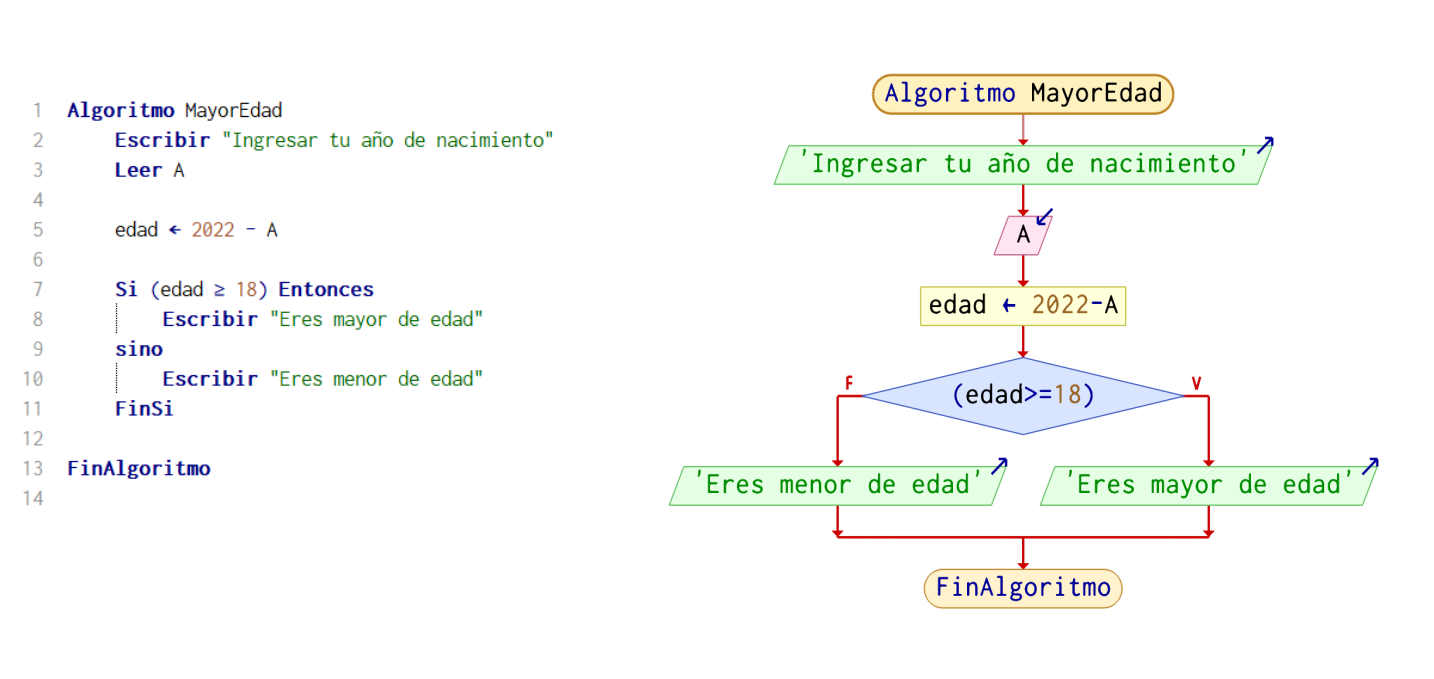 1 Algoritmo MayorEdad
2 Escribir "Ingresar tu año de nacimiento"
3 Leer A
4
5 edad ← 2022 - A
6
7 Si (edad ≥ 18) Entonces
8 Escribir "Eres mayor de edad"
9 sino
10 Escribir "Eres menor de edad"
11 FinSi
12
13 FinAlgoritmo
14
Algoritmo MayorEdad
'Ingresar tu año de nacimiento'
A
edad ← 2022-A
F
(edad>=18)
V
'Eres menor de edad'
'Eres mayor de edad'
FinAlgoritmo